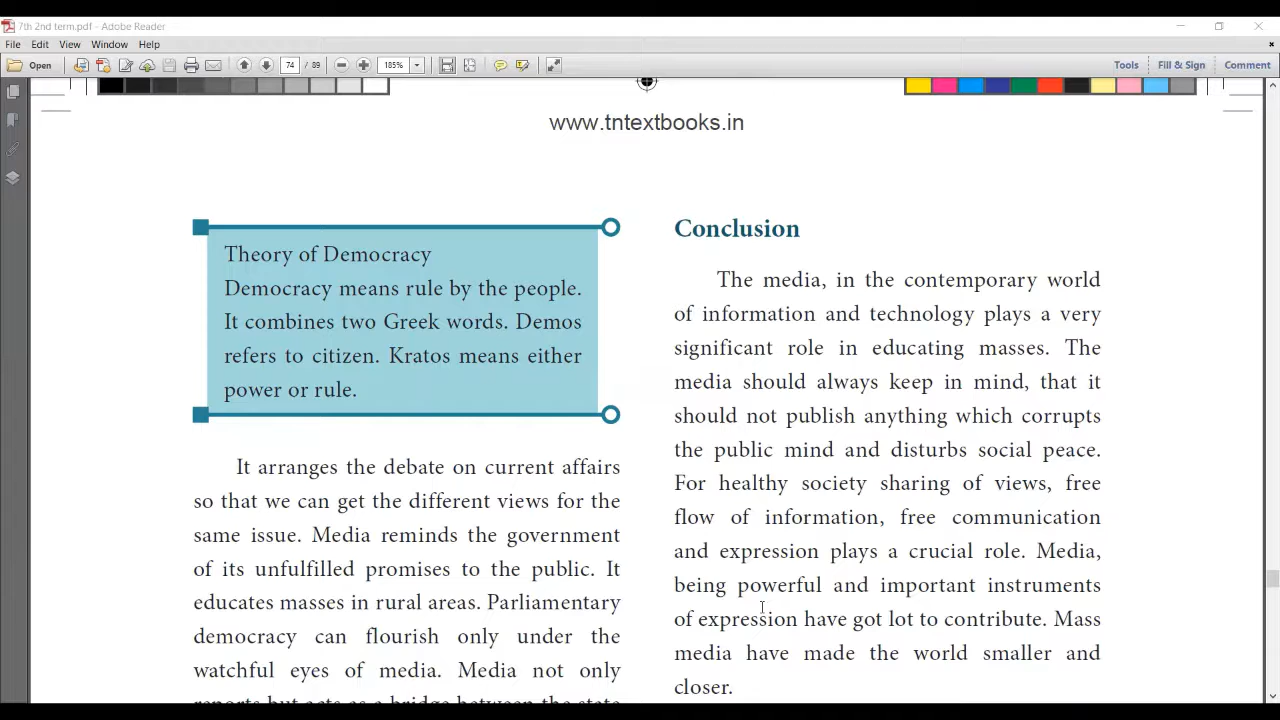 7th 2nd term.pdf - Adobe Reader
File Edit View Window Help
Open 74 / 89 185% Tools Fill & Sign Comment
www.tntextbooks.in
Theory of Democracy
Democracy means rule by the people.
It combines two Greek words. Demos
refers to citizen. Kratos means either
power or rule.
It arranges the debate on current affairs
so that we can get the different views for the
same issue. Media reminds the government
of its unfulfilled promises to the public. It
educates masses in rural areas. Parliamentary
democracy can flourish only under the
watchful eyes of media. Media not only
reports but acts as a bridge between the state
Conclusion
The media, in the contemporary world
of information and technology plays a very
significant role in educating masses. The
media should always keep in mind, that it
should not publish anything which corrupts
the public mind and disturbs social peace.
For healthy society sharing of views, free
flow of information, free communication
and expression plays a crucial role. Media,
being powerful and important instruments
of expression have got lot to contribute. Mass
media have made the world smaller and
closer.